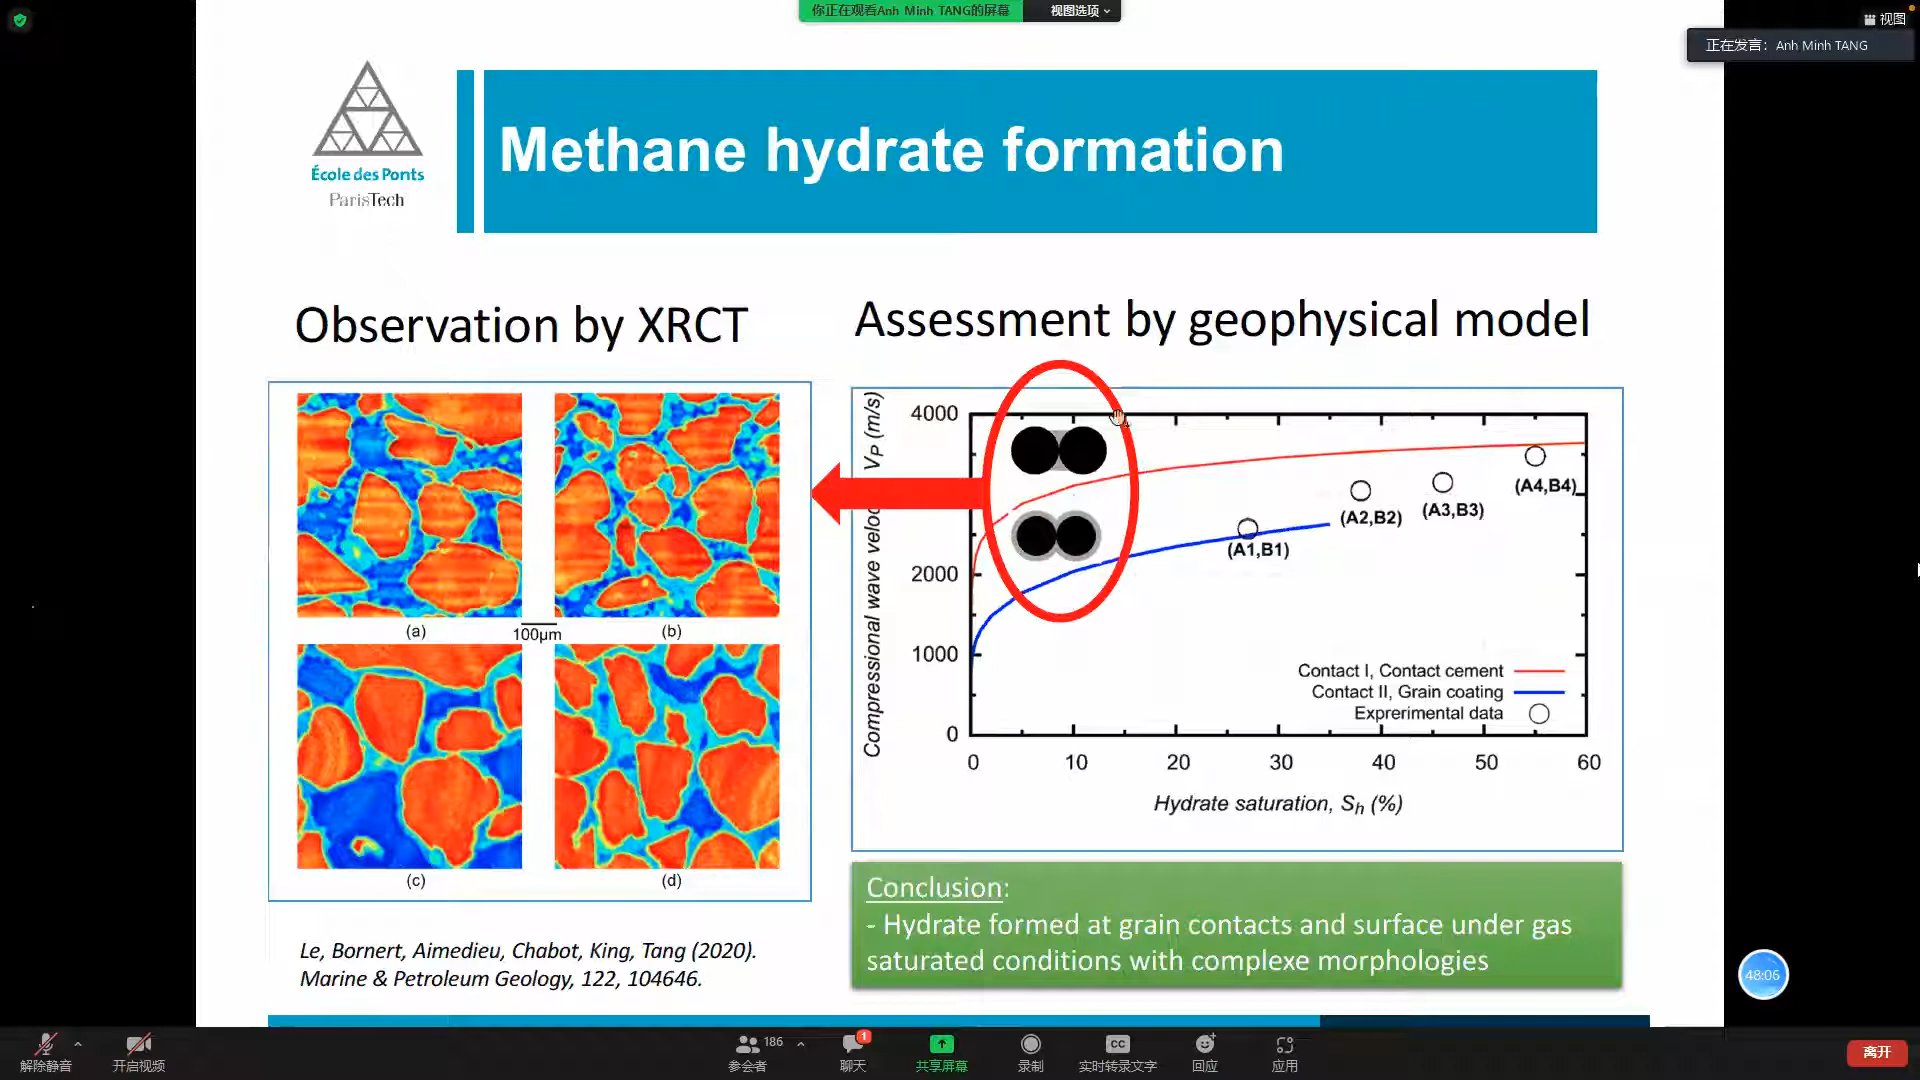 你正在观看Anh Minh TANG的屏幕
视图选项
视图
正在发言: Anh Minh TANG
École des Ponts
ParisTech
Methane hydrate formation
Observation by XRCT
Assessment by geophysical model
(a)
100μm
(b)
(c)
(d)
Compressional wave veloc
V_P (m/s)
4000
2000
1000
0
(A1,B1)
(A2,B2)
(A3,B3)
(A4,B4)
Contact I, Contact cement
Contact II, Grain coating
Exprerimental data
0 10 20 30 40 50 60
Hydrate saturation, S_h (%)
Le, Bornert, Aimedieu, Chabot, King, Tang (2020).
Marine & Petroleum Geology, 122, 104646.
Conclusion:
- Hydrate formed at grain contacts and surface under gas
saturated conditions with complexe morphologies
48:06
解除静音
开启视频
186
参会者
1
聊天
共享屏幕
录制
CC
实时转录文字
回应
应用
离开